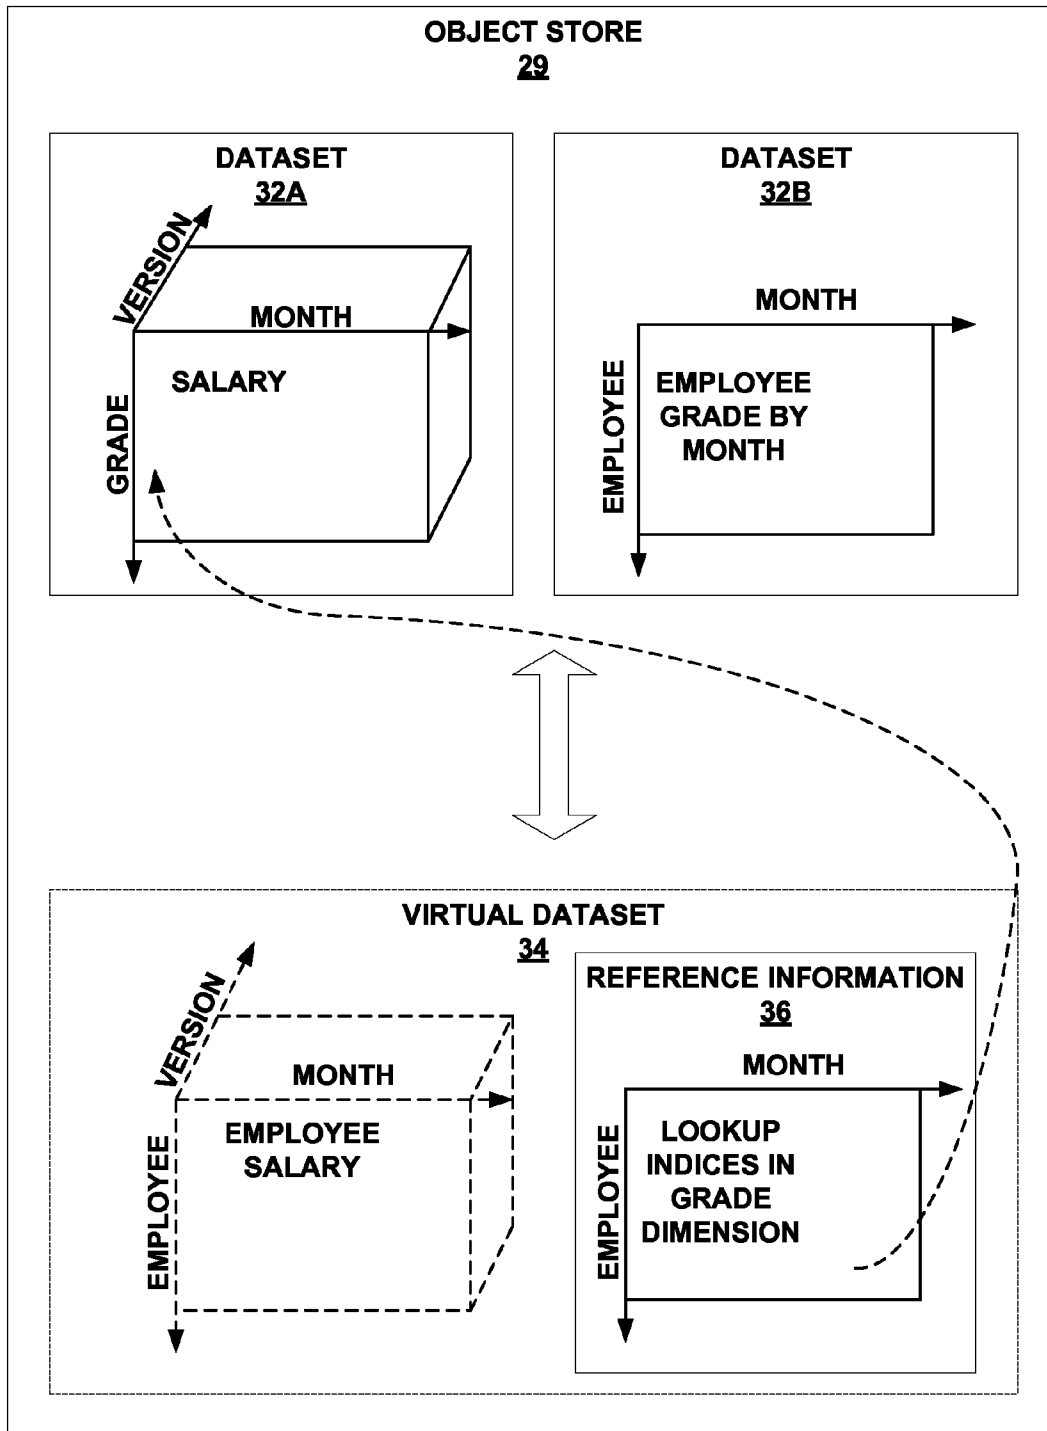 OBJECT STORE
29
DATASET
32A
VERSION
MONTH
SALARY
GRADE
DATASET
32B
MONTH
EMPLOYEE
EMPLOYEE
GRADE BY
MONTH
VIRTUAL DATASET
34
VERSION
MONTH
EMPLOYEE
SALARY
EMPLOYEE
REFERENCE INFORMATION
36
MONTH
EMPLOYEE
LOOKUP
INDICES IN
GRADE
DIMENSION